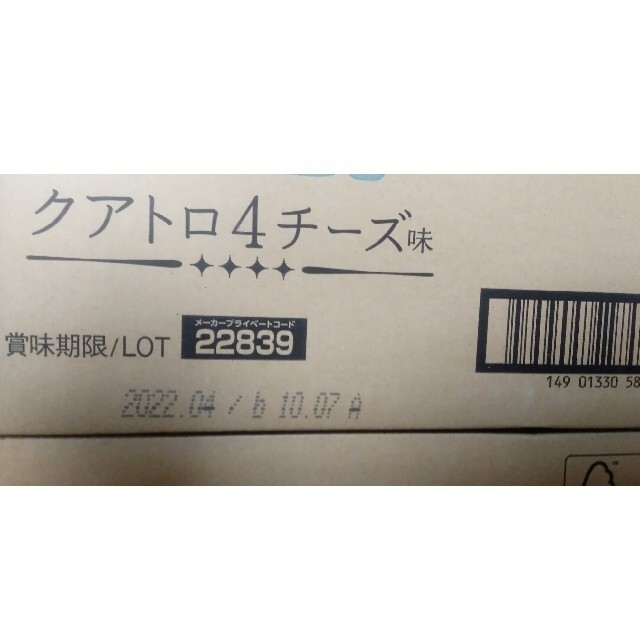 クアトロ4チーズ味
メーカープライベートコード
賞味期限/LOT 22839
2022.04 / b 10.07 A
149 01330 58